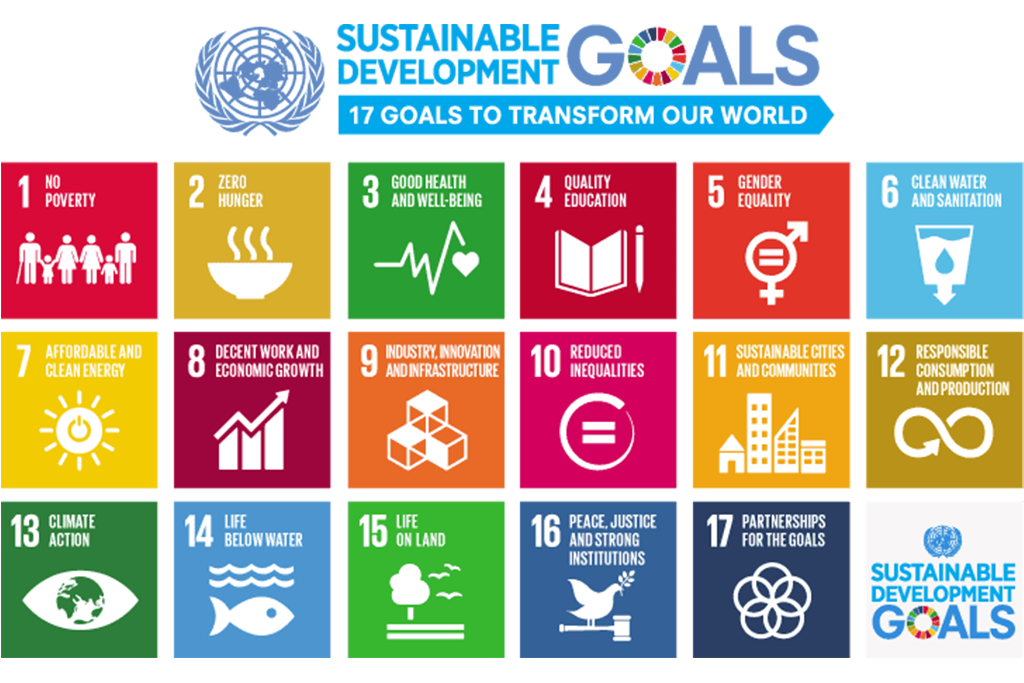 SUSTAINABLE
DEVELOPMENT
GOALS
17 GOALS TO TRANSFORM OUR WORLD
1 NO
POVERTY
2 ZERO
HUNGER
3 GOOD HEALTH
AND WELL-BEING
4 QUALITY
EDUCATION
5 GENDER
EQUALITY
6 CLEAN WATER
AND SANITATION
7 AFFORDABLE AND
CLEAN ENERGY
8 DECENT WORK AND
ECONOMIC GROWTH
9 INDUSTRY, INNOVATION
AND INFRASTRUCTURE
10 REDUCED
INEQUALITIES
11 SUSTAINABLE CITIES
AND COMMUNITIES
12 RESPONSIBLE
CONSUMPTION
AND PRODUCTION
13 CLIMATE
ACTION
14 LIFE
BELOW WATER
15 LIFE
ON LAND
16 PEACE, JUSTICE
AND STRONG
INSTITUTIONS
17 PARTNERSHIPS
FOR THE GOALS
SUSTAINABLE
DEVELOPMENT
GOALS